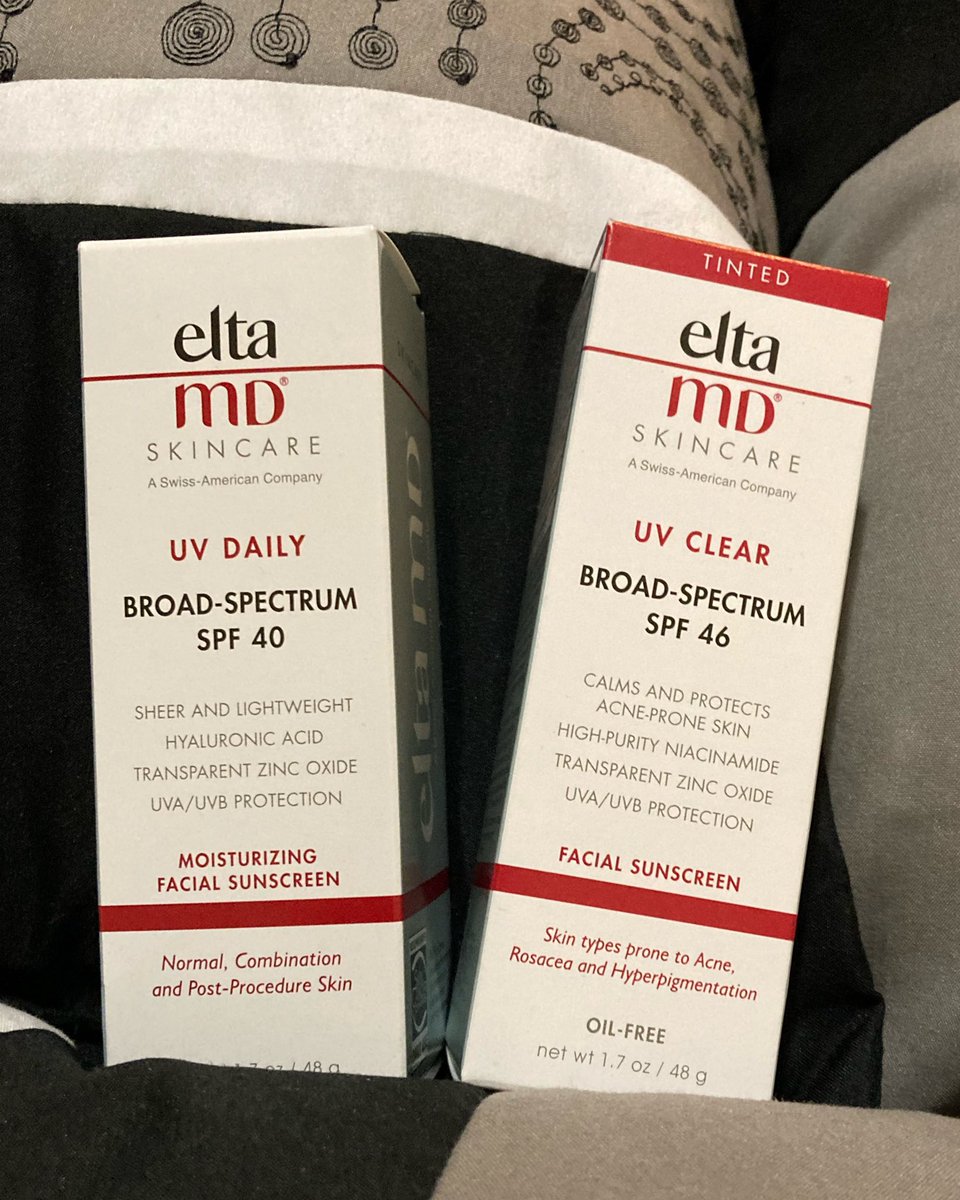 elta
MD®
SKINCARE
A Swiss-American Company
UV DAILY
BROAD-SPECTRUM
SPF 40
SHEER AND LIGHTWEIGHT
HYALURONIC ACID
TRANSPARENT ZINC OXIDE
UVA/UVB PROTECTION
MOISTURIZING
FACIAL SUNSCREEN
Normal, Combination
and Post-Procedure Skin
oz / 48 g
elta MD
TINTED
elta
MD®
SKINCARE
A Swiss-American Company
UV CLEAR
BROAD-SPECTRUM
SPF 46
CALMS AND PROTECTS
ACNE-PRONE SKIN
HIGH-PURITY NIACINAMIDE
TRANSPARENT ZINC OXIDE
UVA/UVB PROTECTION
FACIAL SUNSCREEN
Skin types prone to Acne,
Rosacea and Hyperpigmentation
OIL-FREE
net wt 1.7 oz / 48 g